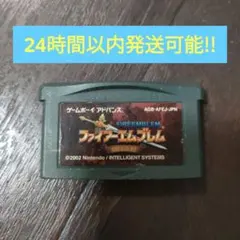 24時間以内発送可能!!
ゲームボーイ アドバンス
AGB-AFEJ-JPN
FIRE EMBLEM
ファイアーエムブレム
©2002 Nintendo / INTELLIGENT SYSTEMS